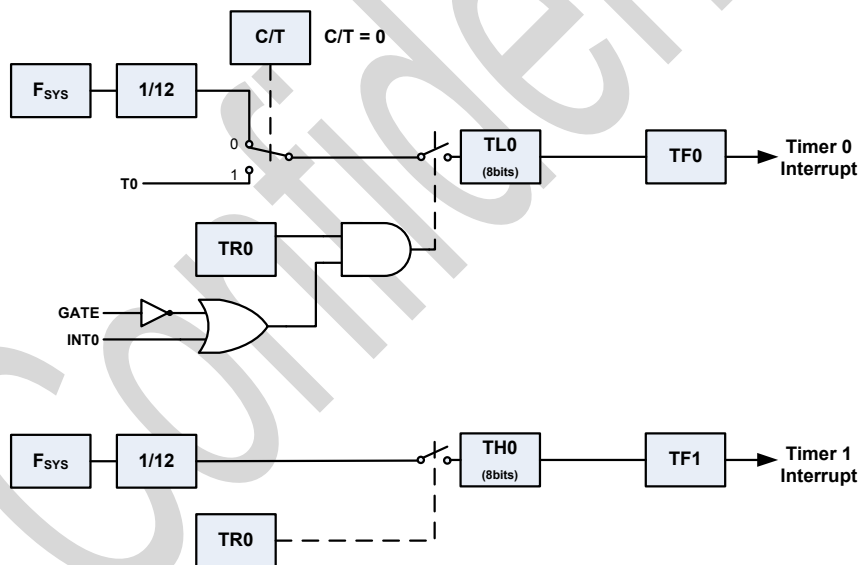 C/T
C/T = 0
FSYS
1/12
0
1
T0
TL0
(8bits)
TF0
Timer 0
Interrupt
TR0
GATE
INT0
FSYS
1/12
TH0
(8bits)
TF1
Timer 1
Interrupt
TR0
Confiden